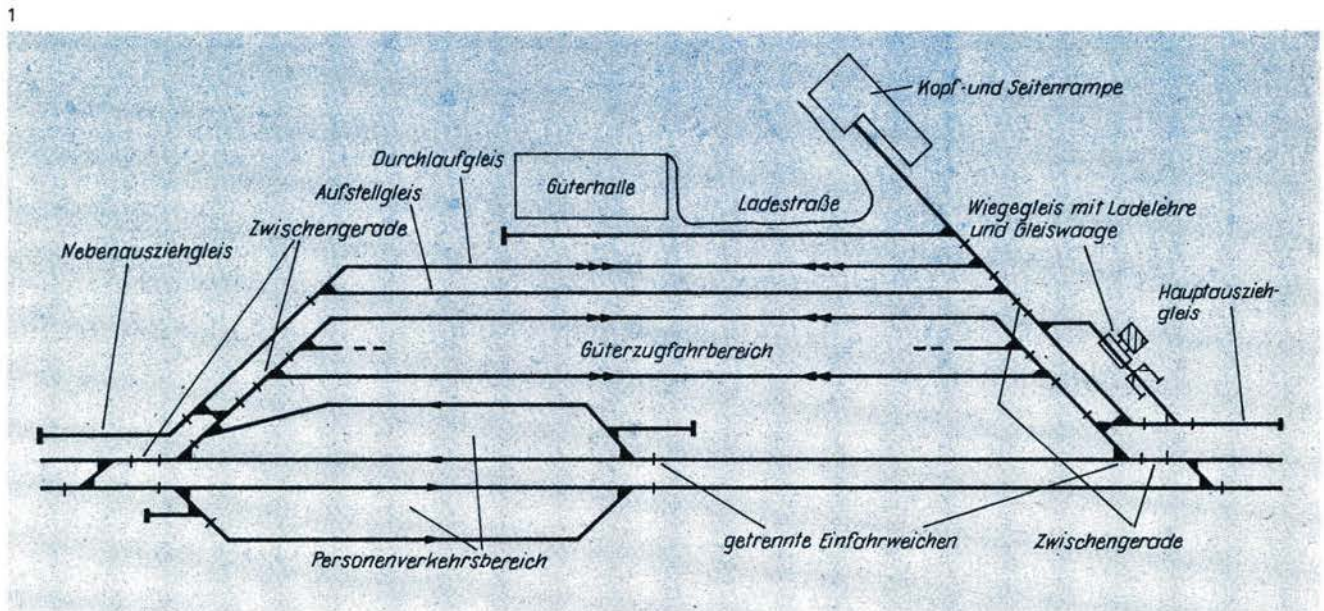 1
Kopf- und Seitenrampe
Durchlaufgleis
Güterhalle
Aufstellgleis
Ladestraße
Wiegegleis mit Ladelehre
und Gleiswaage
Zwischengerade
Nebenausziehgleis
Hauptauszieh-
gleis
Güterzugfahrbereich
getrennte Einfahrweichen
Zwischengerade
Personenverkehrsbereich